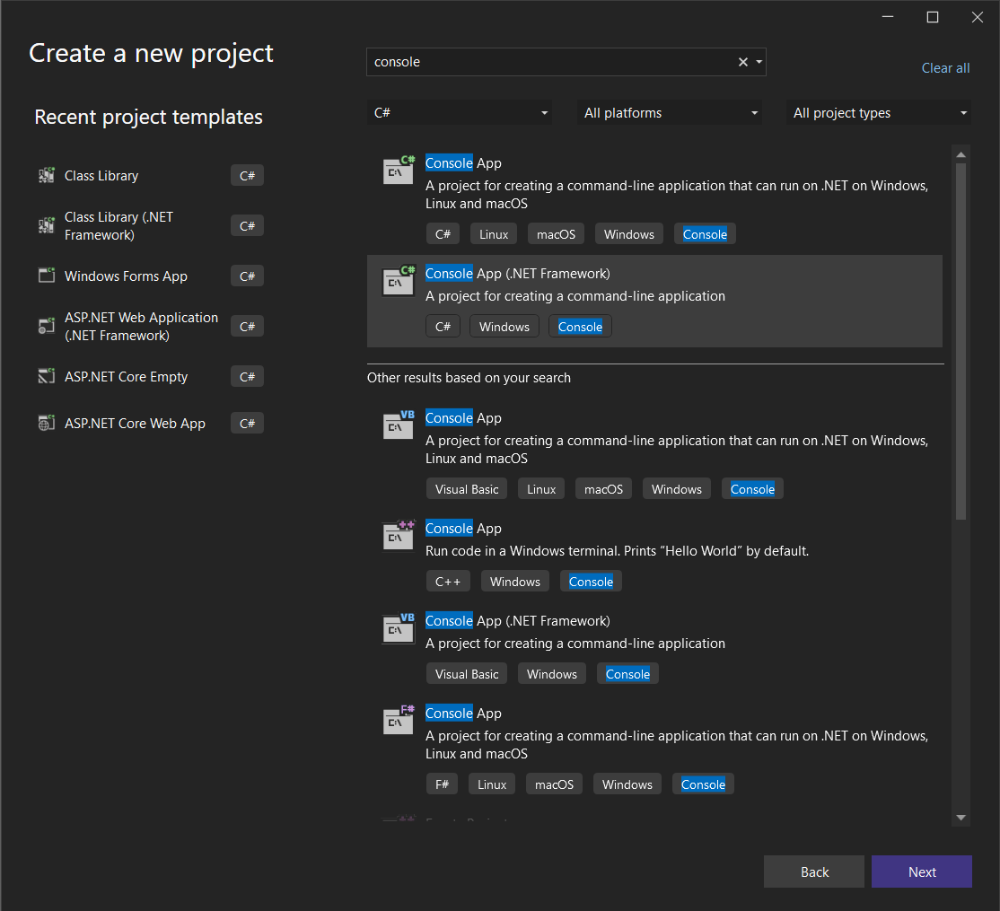 Create a new project
console
Clear all
Recent project templates
C#
All platforms
All project types
Class Library
C#
Class Library (.NET
Framework)
C#
Windows Forms App
C#
ASP.NET Web Application
(.NET Framework)
C#
ASP.NET Core Empty
C#
ASP.NET Core Web App
C#
C#
C:\
Console App
A project for creating a command-line application that can run on .NET on Windows,
Linux and macOS
C# Linux macOS Windows Console
C#
C:\
Console App (.NET Framework)
A project for creating a command-line application
C# Windows Console
Other results based on your search
VB
C:\
Console App
A project for creating a command-line application that can run on .NET on Windows,
Linux and macOS
Visual Basic Linux macOS Windows Console
++
C:\
Console App
Run code in a Windows terminal. Prints “Hello World” by default.
C++ Windows Console
VB
C:\
Console App (.NET Framework)
A project for creating a command-line application
Visual Basic Windows Console
F#
C:\
Console App
A project for creating a command-line application that can run on .NET on Windows,
Linux and macOS
F# Linux macOS Windows Console
Back
Next